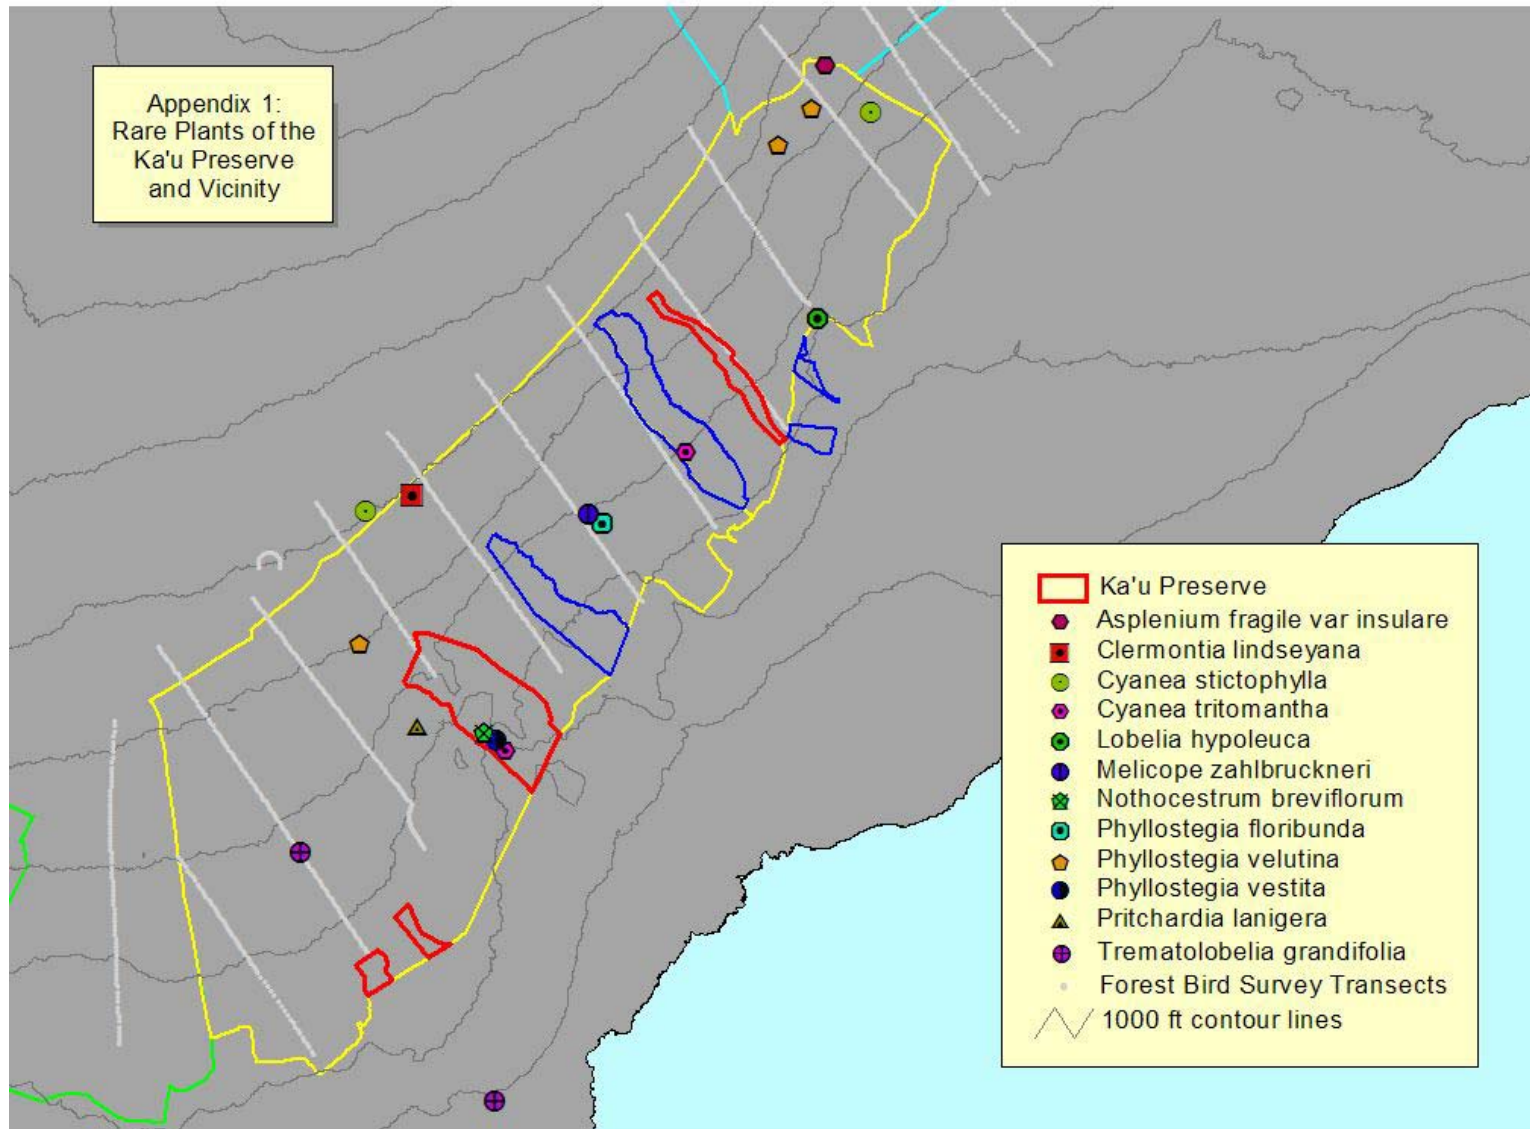 Appendix 1:
Rare Plants of the
Ka'u Preserve
and Vicinity
Ka'u Preserve
Asplenium fragile var insulare
Clermontia lindseyana
Cyanea stictophylla
Cyanea tritomantha
Lobelia hypoleuca
Melicope zahlbruckneri
Nothocestrum breviflorum
Phyllostegia floribunda
Phyllostegia velutina
Phyllostegia vestita
Pritchardia lanigera
Trematolobelia grandifolia
Forest Bird Survey Transects
1000 ft contour lines